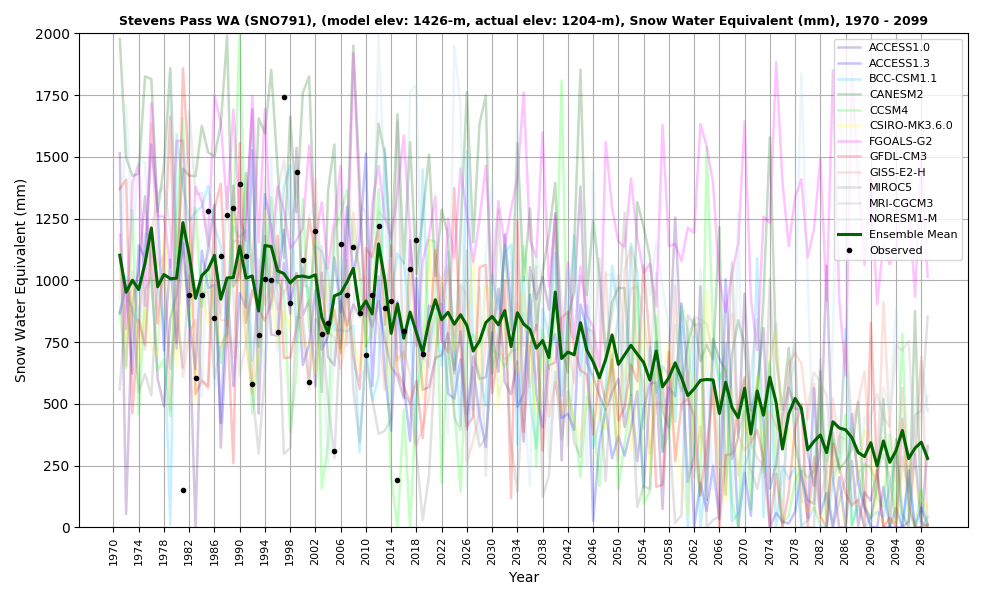 Stevens Pass WA (SNO791), (model elev: 1426-m, actual elev: 1204-m), Snow Water Equivalent (mm), 1970 - 2099
2000
1750
1500
1250
1000
750
500
250
0
Snow Water Equivalent (mm)
ACCESS1.0
ACCESS1.3
BCC-CSM1.1
CANESM2
CCSM4
CSIRO-MK3.6.0
FGOALS-G2
GFDL-CM3
GISS-E2-H
MIROC5
MRI-CGCM3
NORESM1-M
Ensemble Mean
Observed
1970 1974 1978 1982 1986 1990 1994 1998 2002 2006 2010 2014 2018 2022 2026 2030 2034 2038 2042 2046 2050 2054 2058 2062 2066 2070 2074 2078 2082 2086 2090 2094 2098
Year